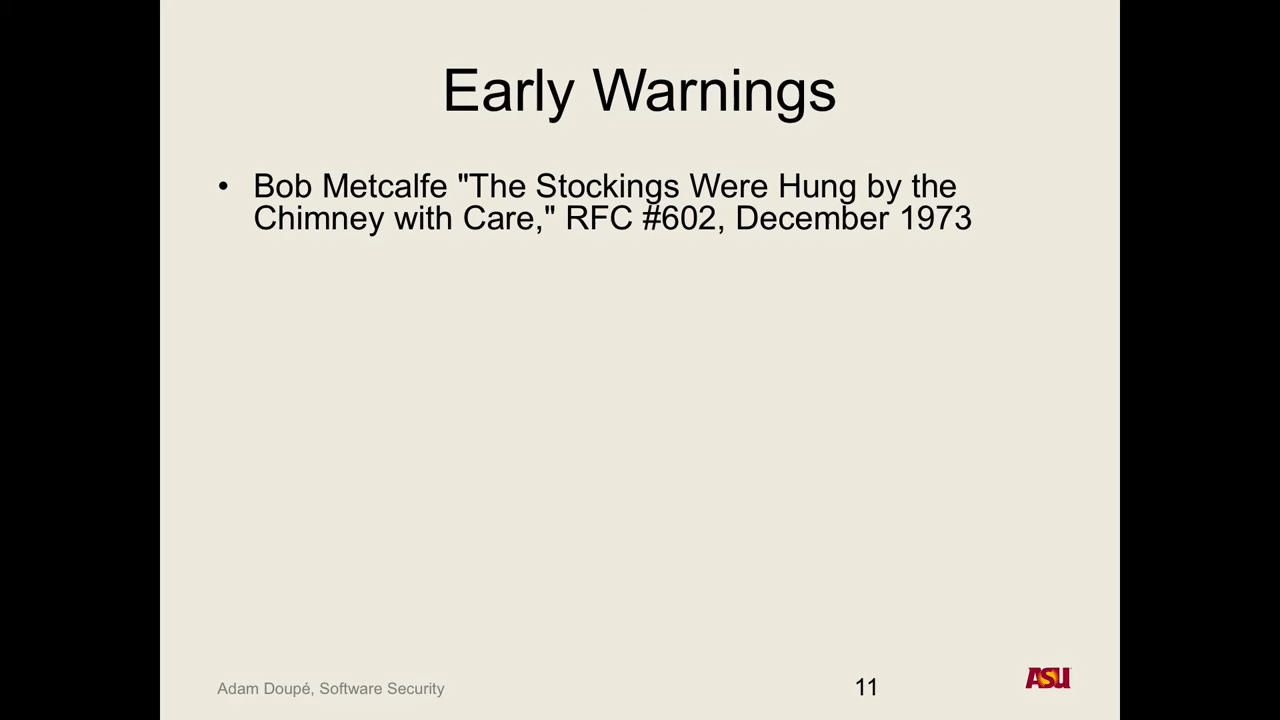 Early Warnings
• Bob Metcalfe "The Stockings Were Hung by the
Chimney with Care," RFC #602, December 1973
Adam Doupé, Software Security
11
ASU